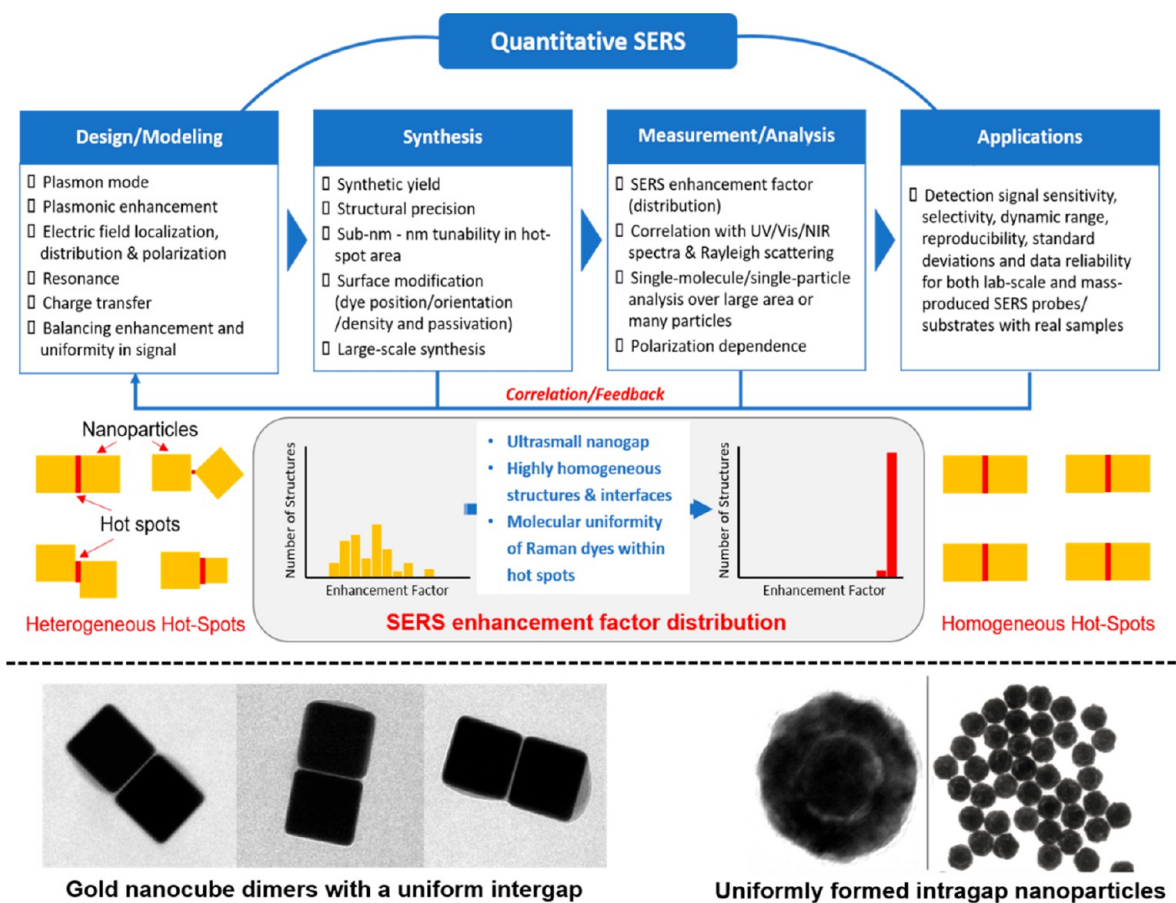 Quantitative SERS
Design/Modeling
▯ Plasmon mode
▯ Plasmonic enhancement
▯ Electric field localization,
distribution & polarization
▯ Resonance
▯ Charge transfer
▯ Balancing enhancement and
uniformity in signal
Synthesis
▯ Synthetic yield
▯ Structural precision
▯ Sub-nm - nm tunability in hot-
spot area
▯ Surface modification
(dye position/orientation
/density and passivation)
▯ Large-scale synthesis
Measurement/Analysis
▯ SERS enhancement factor
(distribution)
▯ Correlation with UV/Vis/NIR
spectra & Rayleigh scattering
▯ Single-molecule/single-particle
analysis over large area or
many particles
▯ Polarization dependence
Applications
▯ Detection signal sensitivity,
selectivity, dynamic range,
reproducibility, standard
deviations and data reliability
for both lab-scale and mass-
produced SERS probes/
substrates with real samples
Correlation/Feedback
Nanoparticles
Hot spots
Heterogeneous Hot-Spots
Number of Structures
Enhancement Factor
• Ultrasmall nanogap
• Highly homogeneous
structures & interfaces
• Molecular uniformity
of Raman dyes within
hot spots
Number of Structures
Enhancement Factor
SERS enhancement factor distribution
Homogeneous Hot-Spots
Gold nanocube dimers with a uniform intergap
Uniformly formed intragap nanoparticles